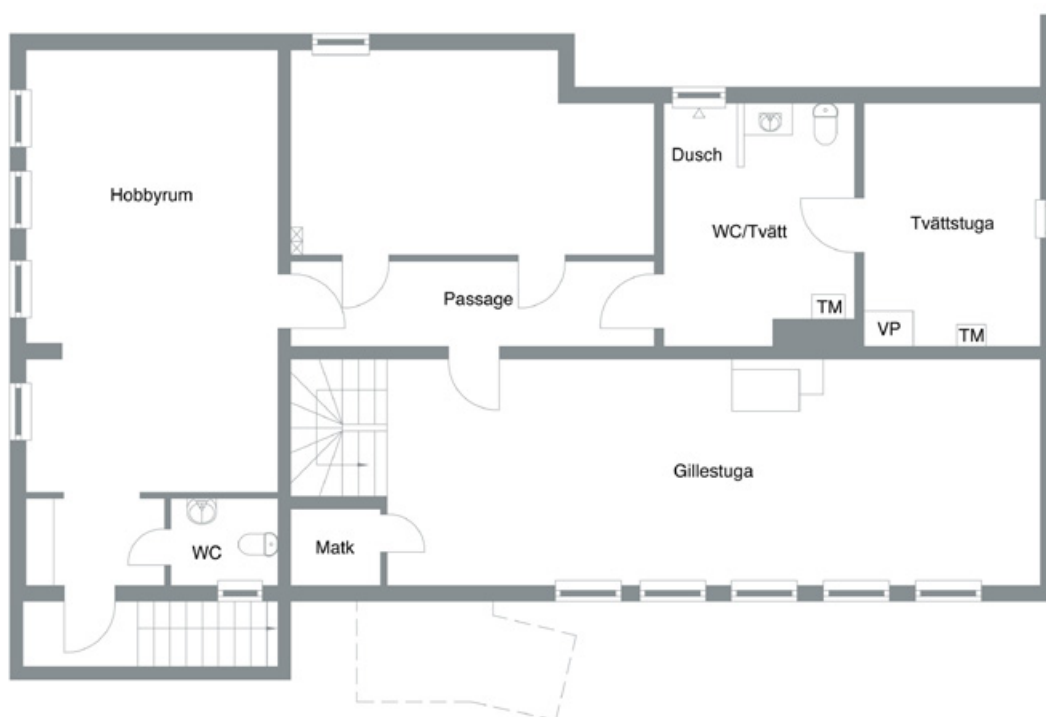 Dusch
Hobbyrum
WC/Tvätt
Tvättstuga
Passage
TM
VP
TM
Gillestuga
WC
Matk